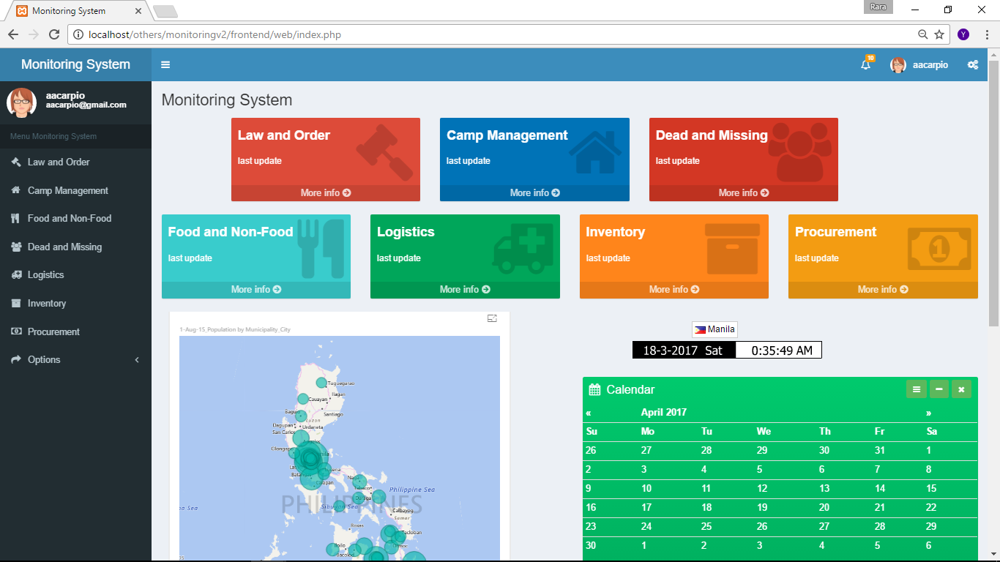 Monitoring System
Rara
localhost/others/monitoringv2/frontend/web/index.php
Y
Monitoring System
10
aacarpio
aacarpio
aacarpio@gmail.com
Menu Monitoring System
Law and Order
Camp Management
Food and Non-Food
Dead and Missing
Logistics
Inventory
Procurement
Options
Monitoring System
Law and Order
last update
More info
Camp Management
last update
More info
Dead and Missing
last update
More info
Food and Non-Food
last update
More info
Logistics
last update
More info
Inventory
last update
More info
Procurement
1
last update
More info
1-Aug-15_Population by Municipality_City
Tuguegarao
Ilagan
Cauayan
Santiago
Baguio
LUZON
Dagupan
Urdaneta
San Carlos
Angeles
Olongapo
Naga
Tabaco
Daraga
Philippine Sea
PHILIPPINES
Sibuyan Sea
Calbayog
Samar
Roxas
Tacloban
Ormoc
Iloilo
Bacolod
Manila
18-3-2017 Sat 0:35:49 AM
Calendar
« April 2017 »
Su Mo Tu We Th Fr Sa
26 27 28 29 30 31 1
2 3 4 5 6 7 8
9 10 11 12 13 14 15
16 17 18 19 20 21 22
23 24 25 26 27 28 29
30 1 2 3 4 5 6